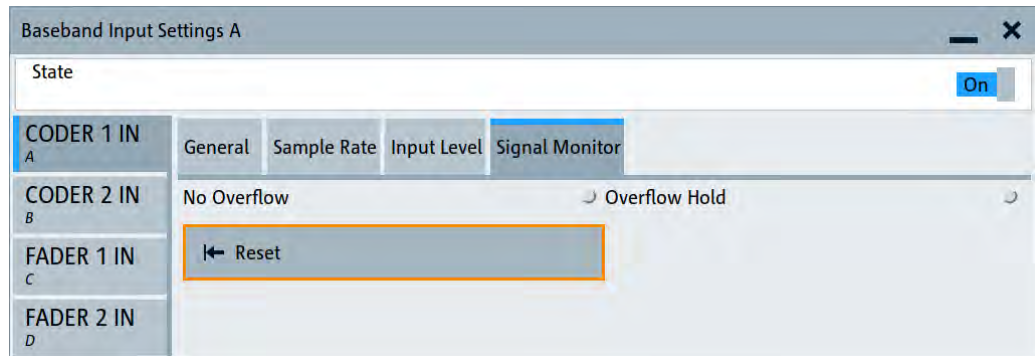 Baseband Input Settings A
State
On
CODER 1 IN
A
General Sample Rate Input Level Signal Monitor
CODER 2 IN
B
No Overflow Overflow Hold
FADER 1 IN
C
Reset
FADER 2 IN
D